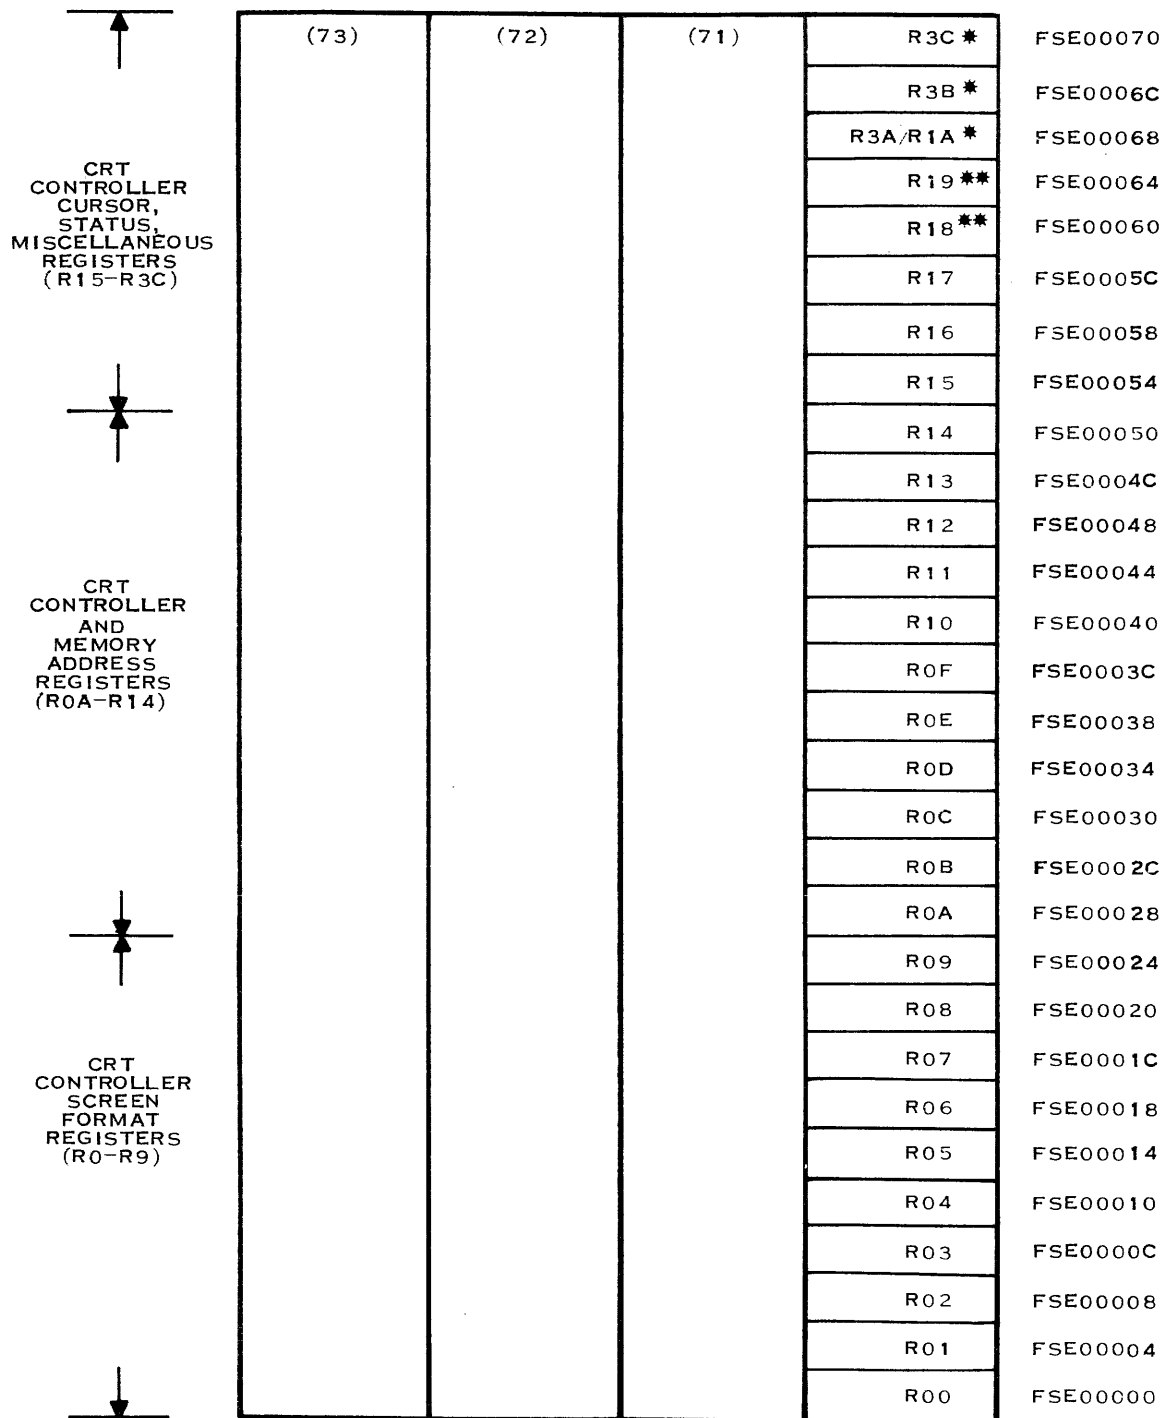 (73) (72) (71) R3C* FSE00070
R3B* FSE0006C
R3A/R1A* FSE00068
R19** FSE00064
R18** FSE00060
R17 FSE0005C
R16 FSE00058
R15 FSE00054
R14 FSE00050
R13 FSE0004C
R12 FSE00048
R11 FSE00044
R10 FSE00040
R0F FSE0003C
R0E FSE00038
R0D FSE00034
R0C FSE00030
R0B FSE0002C
R0A FSE00028
R09 FSE00024
R08 FSE00020
R07 FSE0001C
R06 FSE00018
R05 FSE00014
R04 FSE00010
R03 FSE0000C
R02 FSE00008
R01 FSE00004
R00 FSE00000
CRT
CONTROLLER
CURSOR,
STATUS,
MISCELLANEOUS
REGISTERS
(R15-R3C)
CRT
CONTROLLER
AND
MEMORY
ADDRESS
REGISTERS
(R0A-R14)
CRT
CONTROLLER
SCREEN
FORMAT
REGISTERS
(R0-R9)